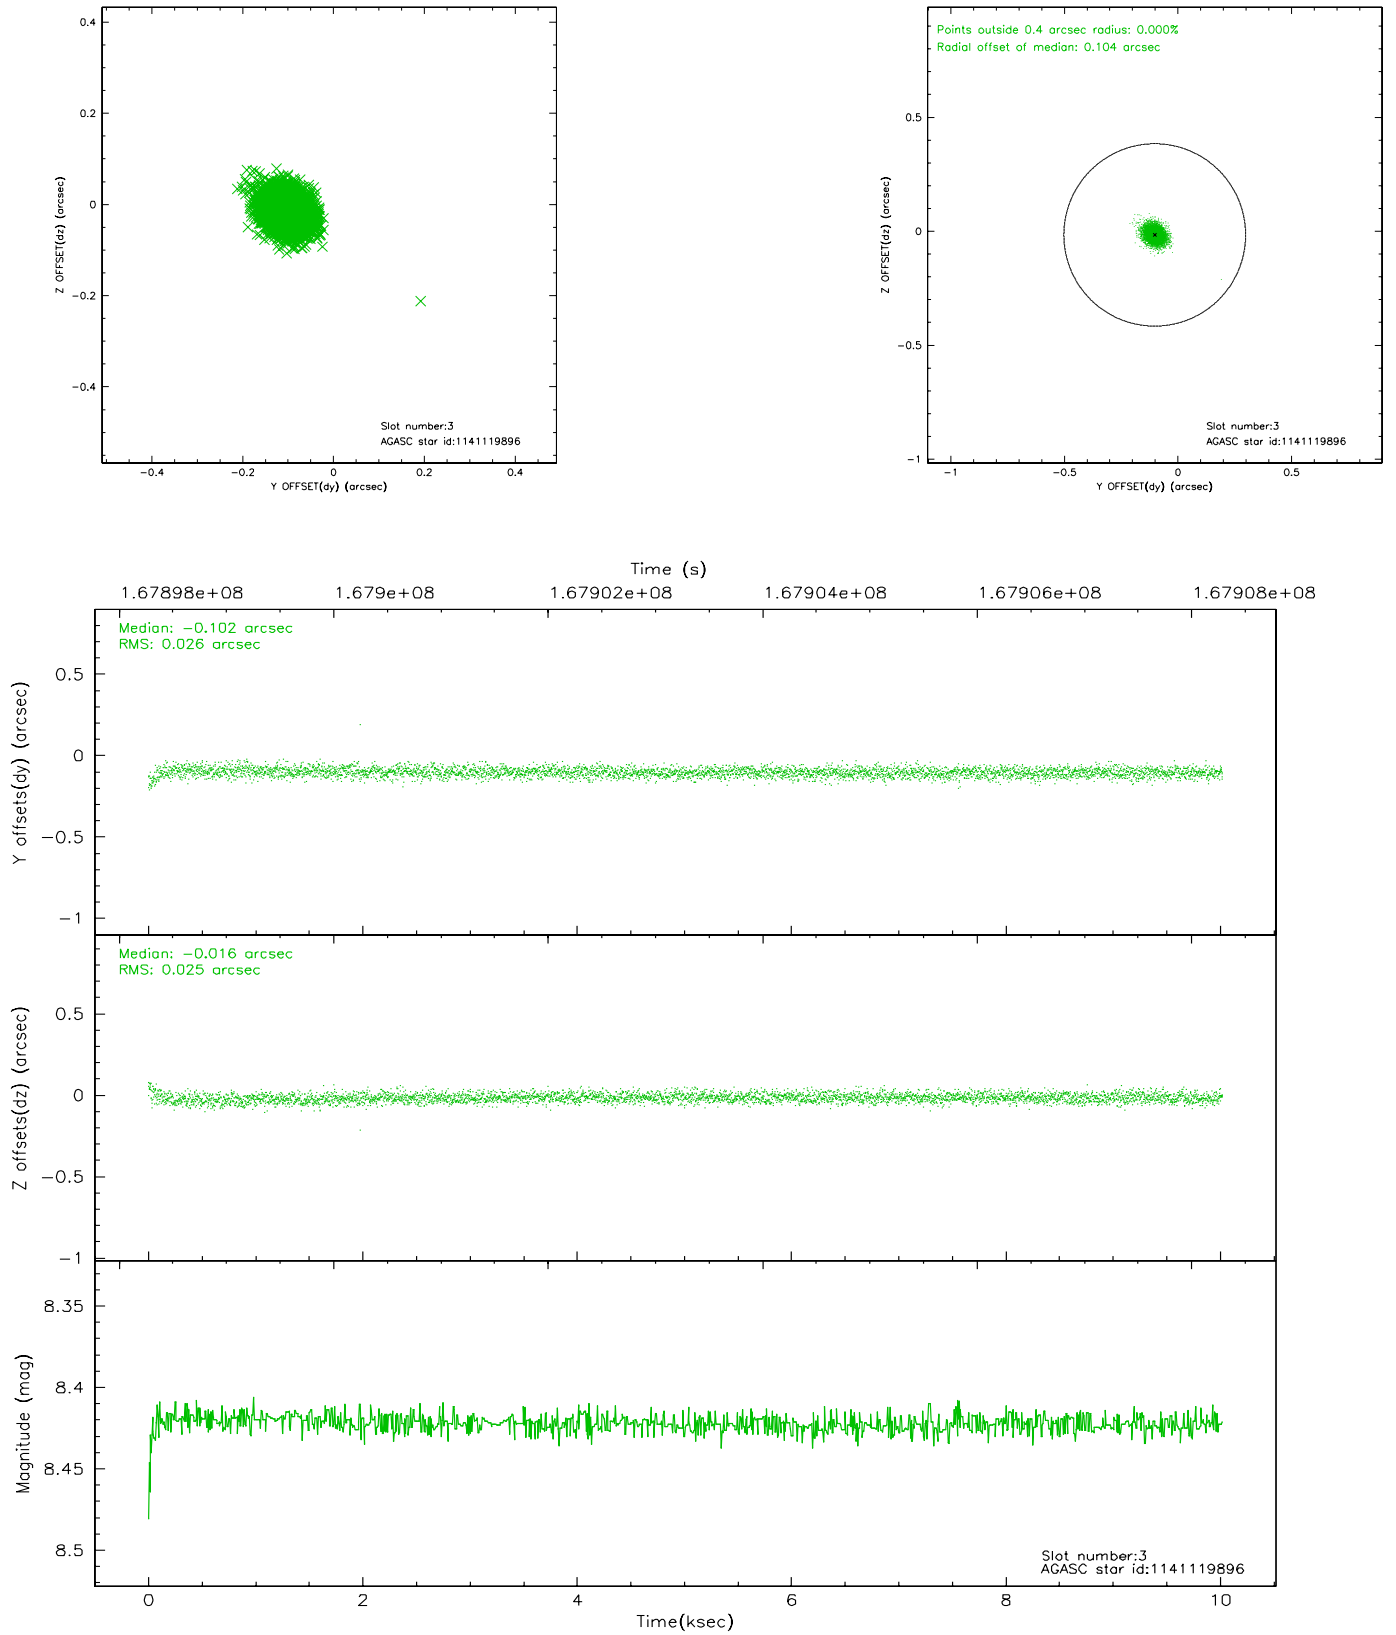 0.4
0.2
0
−0.2
−0.4
Z OFFSET(dz) (arcsec)
Slot number:3
AGASC star id:1141119896
−0.4 −0.2 0 0.2 0.4
Y OFFSET(dy) (arcsec)
Points outside 0.4 arcsec radius: 0.000%
Radial offset of median: 0.104 arcsec
0.5
0
−0.5
−1
Z OFFSET(dz) (arcsec)
Slot number:3
AGASC star id:1141119896
−1 −0.5 0 0.5
Y OFFSET(dy) (arcsec)
Time (s)
1.67898e+08 1.679e+08 1.67902e+08 1.67904e+08 1.67906e+08 1.67908e+08
Median: −0.102 arcsec
RMS: 0.026 arcsec
0.5
0
−0.5
−1
Y offsets(dy) (arcsec)
Median: −0.016 arcsec
RMS: 0.025 arcsec
0.5
0
−0.5
−1
Z offsets(dz) (arcsec)
8.35
8.4
8.45
8.5
Magnitude (mag)
Slot number:3
AGASC star id:1141119896
0 2 4 6 8 10
Time(ksec)